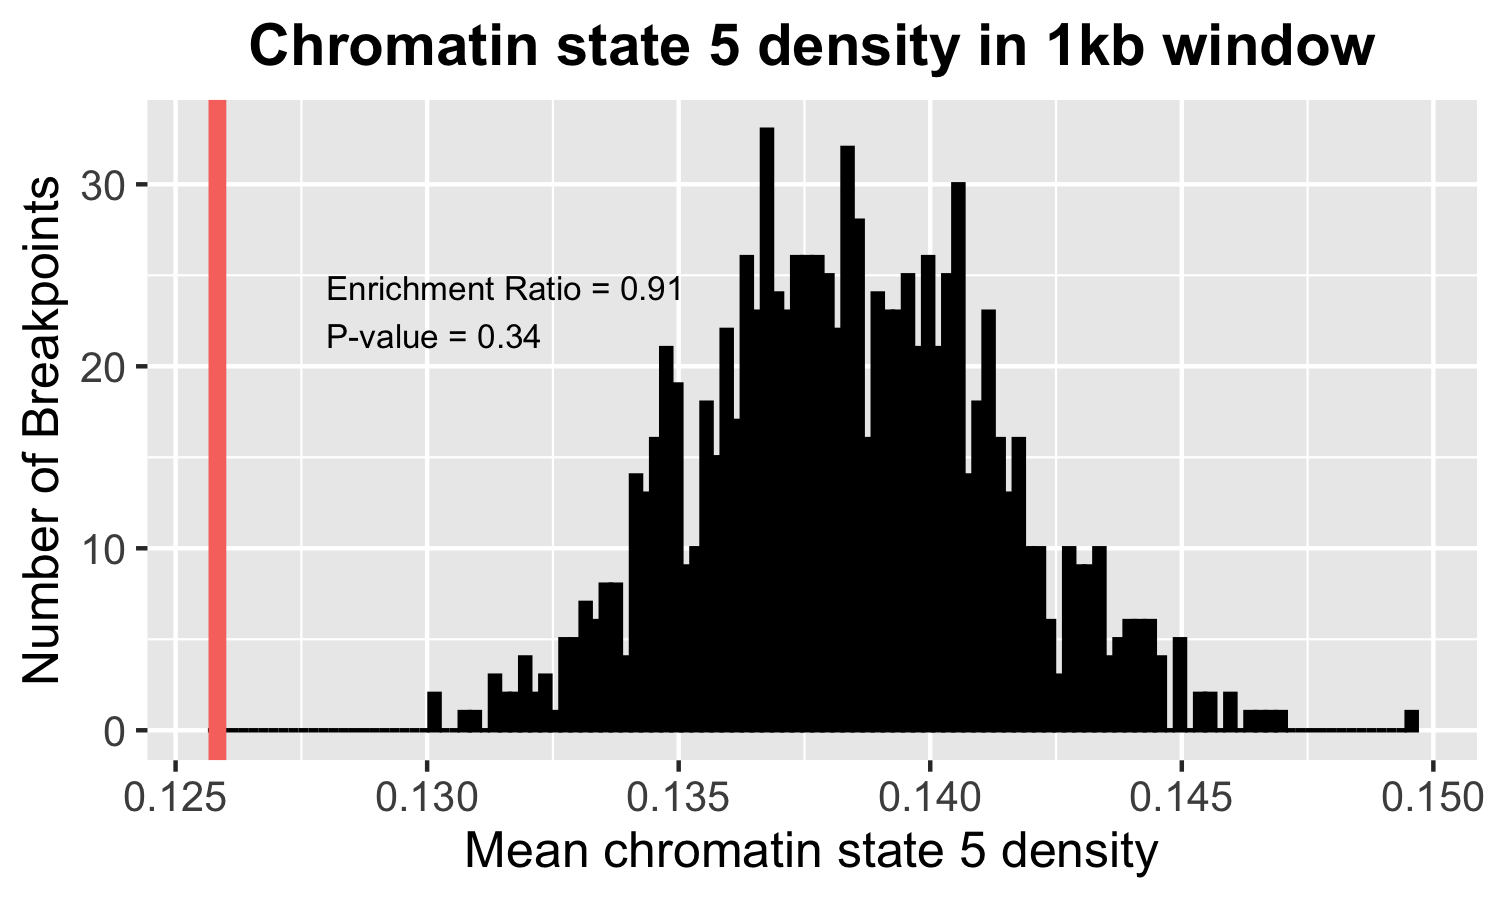 Chromatin state 5 density in 1kb window
Number of Breakpoints
30
20
10
0
Enrichment Ratio = 0.91
P-value = 0.34
0.125 0.130 0.135 0.140 0.145 0.150
Mean chromatin state 5 density